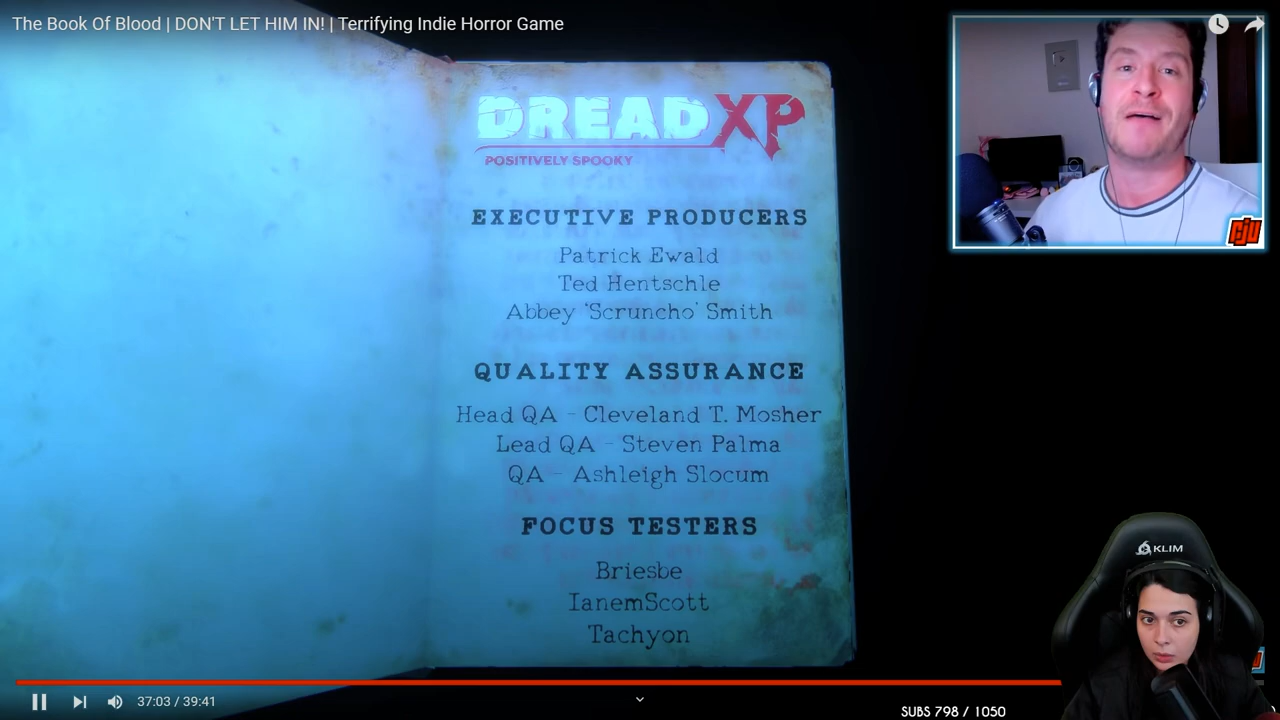 The Book Of Blood | DON'T LET HIM IN! | Terrifying Indie Horror Game
DREADXP
POSITIVELY SPOOKY
EXECUTIVE PRODUCERS
Patrick Ewald
Ted Hentschle
Abbey 'Scruncho' Smith
QUALITY ASSURANCE
Head QA - Cleveland T. Mosher
Lead QA - Steven Palma
QA - Ashleigh Slocum
FOCUS TESTERS
Briesbe
IanemScott
Tachyon
CJU
KLIM
37:03 / 39:41
SUBS 798 / 1050